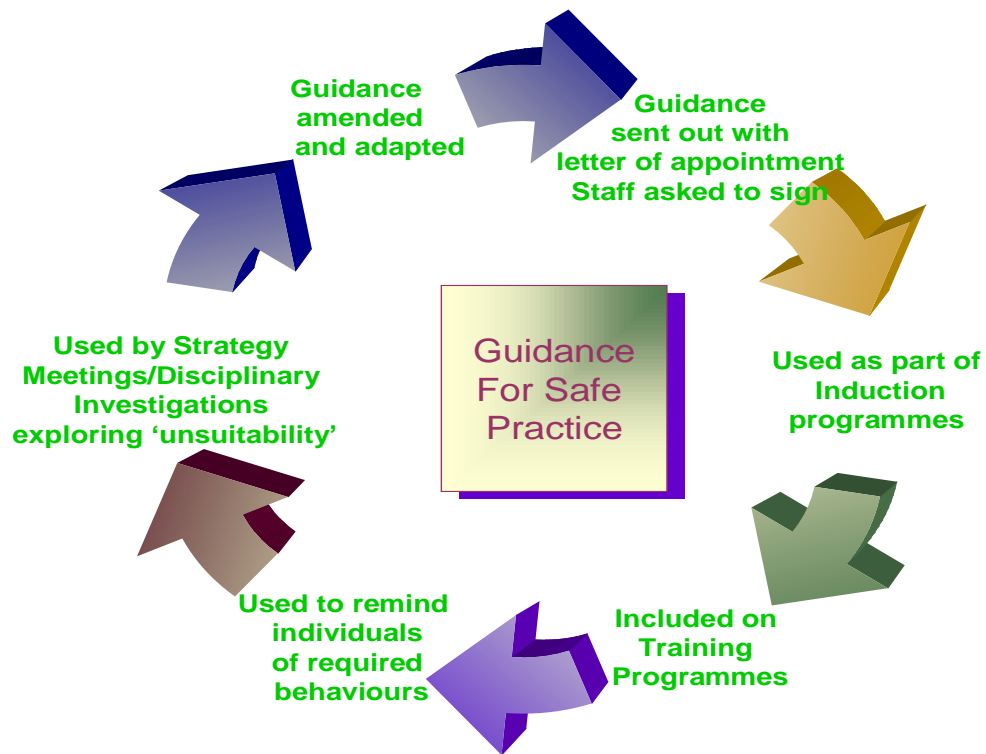 Guidance
amended
and adapted
Guidance
sent out with
letter of appointment
Staff asked to sign
Used by Strategy
Meetings/Disciplinary
Investigations
exploring ‘unsuitability’
Guidance
For Safe
Practice
Used as part of
Induction
programmes
Used to remind
individuals
of required
behaviours
Included on
Training
Programmes